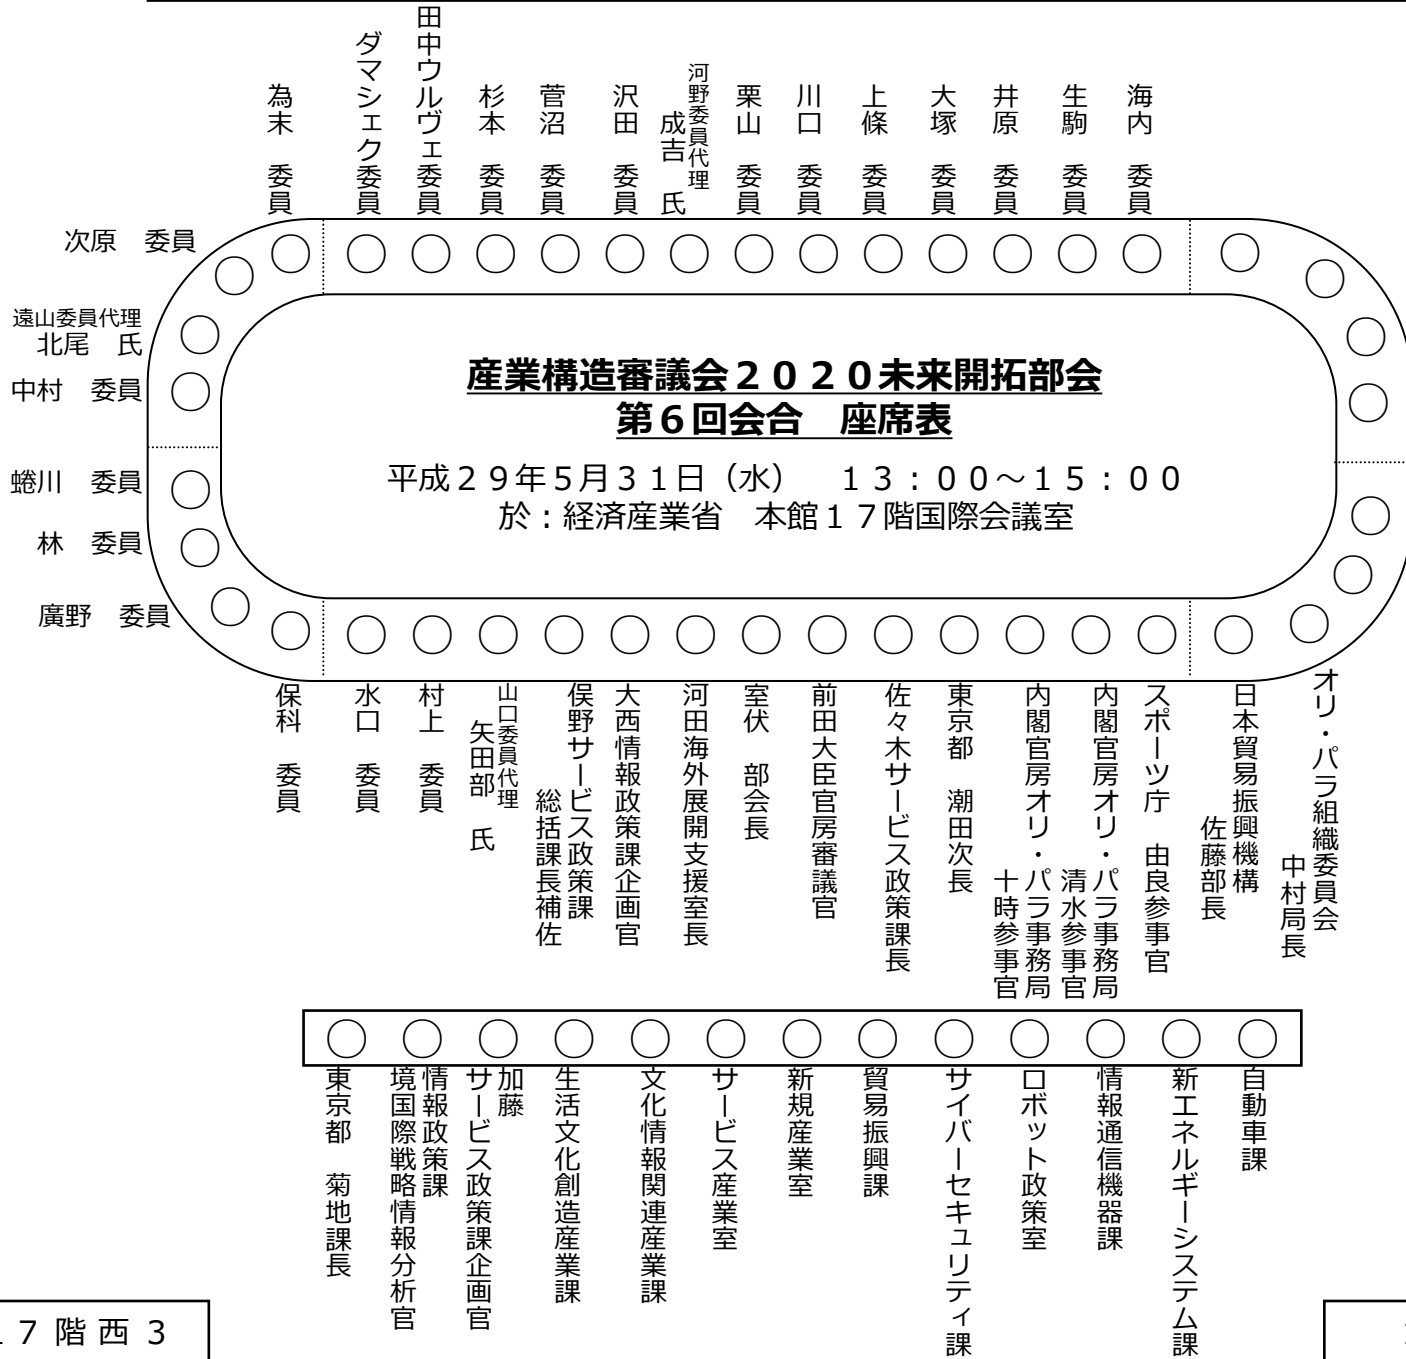 為末　委員
ダマシェク委員
田中ウルヴェ委員
杉本　委員
菅沼　委員
沢田　委員
河野委員代理
成吉　氏
栗山　委員
川口　委員
上條　委員
大塚　委員
井原　委員
生駒　委員
海内　委員
次原　委員
遠山委員代理
北尾　氏
中村　委員
蜷川　委員
林　委員
廣野　委員
産業構造審議会２０２０未来開拓部会
第６回会合　座席表
平成２９年５月３１日（水）　１３：００～１５：００
於：経済産業省　本館１７階国際会議室
保科　委員
水口　委員
村上　委員
山口委員代理
矢田部　氏
俣野サービス政策課
総括課長補佐
大西情報政策課企画官
河田海外展開支援室長
室伏　部会長
前田大臣官房審議官
佐々木サービス政策課長
東京都　潮田次長
内閣官房オリ・パラ事務局
十時参事官
内閣官房オリ・パラ事務局
清水参事官
スポーツ庁　由良参事官
日本貿易振興機構
佐藤部長
オリ・パラ組織委員会
中村局長
東京都　菊地課長
情報政策課
境国際戦略情報分析官
加藤
サービス政策課企画官
生活文化創造産業課
文化情報関連産業課
サービス産業室
新規産業室
貿易振興課
サイバーセキュリティ課
ロボット政策室
情報通信機器課
新エネルギーシステム課
自動車課
７階西３